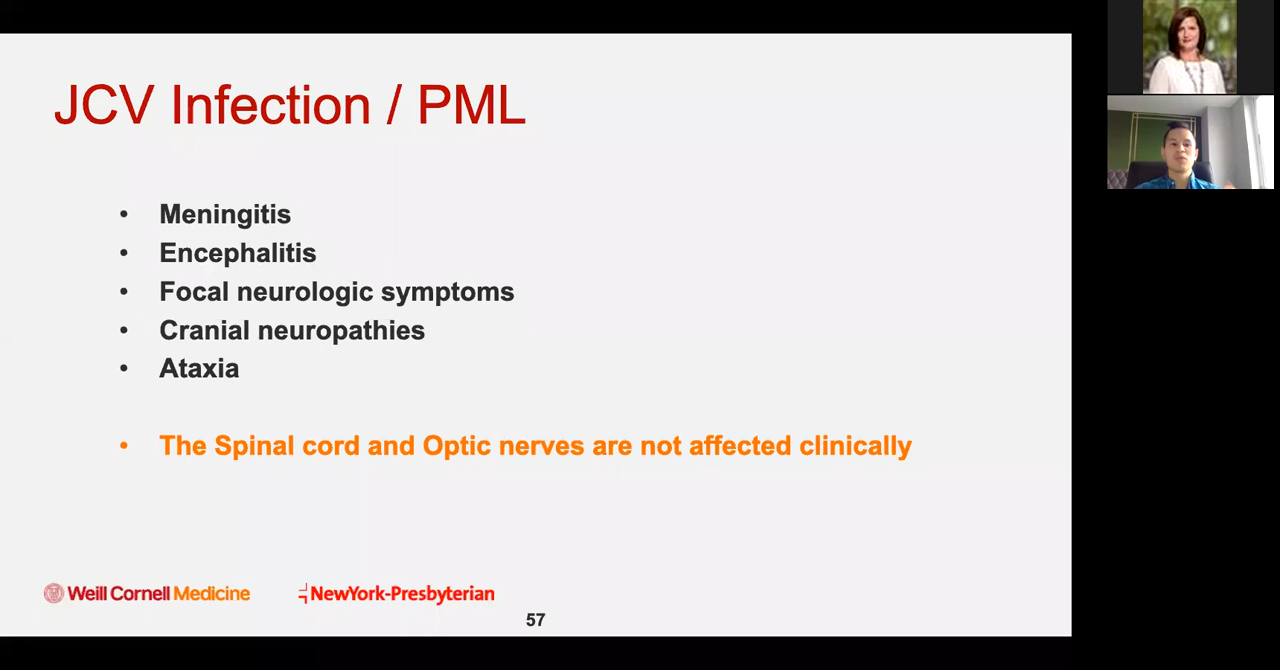 JCV Infection / PML
• Meningitis
• Encephalitis
• Focal neurologic symptoms
• Cranial neuropathies
• Ataxia
• The Spinal cord and Optic nerves are not affected clinically
Weill Cornell Medicine
NewYork-Presbyterian
57